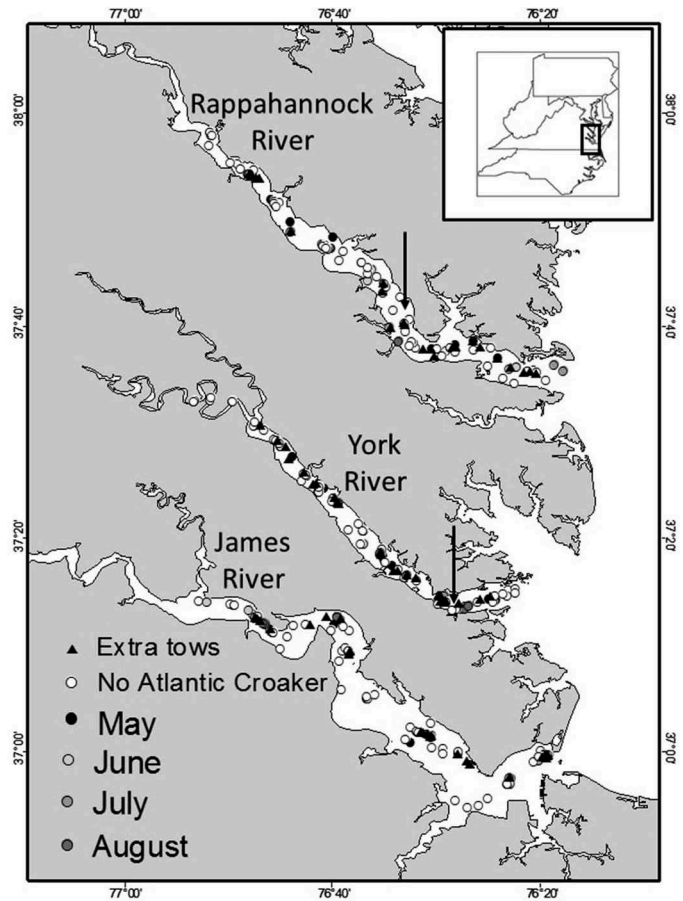 77°00' 76°40' 76°20'
38°00' 38°00'
Rappahannock
River
37°40' 37°4(
York
River
37°20' 37°20'
James
River
Extra tows
No Atlantic Croaker
May
37°00' 37°00'
June
July
August
77°00' 76°40' 76°20'